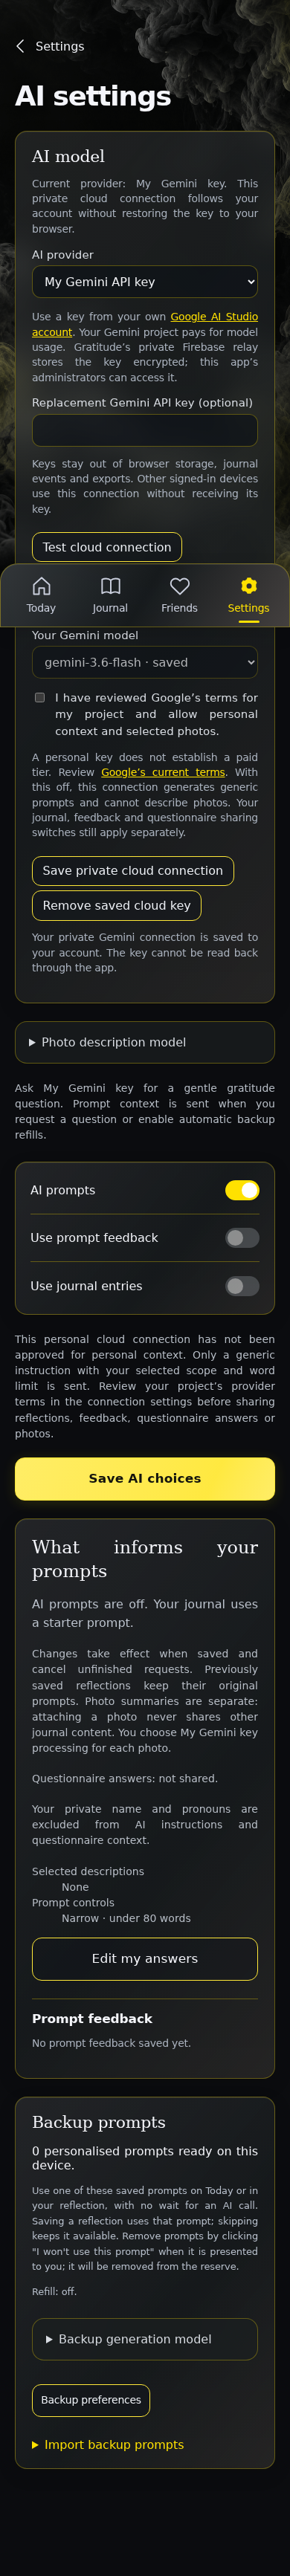 Settings
AI settings
AI model
Current provider: My Gemini key. This
private cloud connection follows your
account without restoring the key to your
browser.
AI provider
My Gemini API key
Use a key from your own Google AI Studio
account. Your Gemini project pays for model
usage. Gratitude’s private Firebase relay
stores the key encrypted; this app’s
administrators can access it.
Replacement Gemini API key (optional)
Keys stay out of browser storage, journal
events and exports. Other signed-in devices
use this connection without receiving its
key.
Test cloud connection
Today
Journal
Friends
Settings
Your Gemini model
gemini-3.6-flash · saved
I have reviewed Google’s terms for
my project and allow personal
context and selected photos.
A personal key does not establish a paid
tier. Review Google’s current terms. With
this off, this connection generates generic
prompts and cannot describe photos. Your
journal, feedback and questionnaire sharing
switches still apply separately.
Save private cloud connection
Remove saved cloud key
Your private Gemini connection is saved to
your account. The key cannot be read back
through the app.
Photo description model
Ask My Gemini key for a gentle gratitude
question. Prompt context is sent when you
request a question or enable automatic backup
refills.
AI prompts
Use prompt feedback
Use journal entries
This personal cloud connection has not been
approved for personal context. Only a generic
instruction with your selected scope and word
limit is sent. Review your project’s provider
terms in the connection settings before sharing
reflections, feedback, questionnaire answers or
photos.
Save AI choices
What informs your
prompts
AI prompts are off. Your journal uses
a starter prompt.
Changes take effect when saved and
cancel unfinished requests. Previously
saved reflections keep their original
prompts. Photo summaries are separate:
attaching a photo never shares other
journal content. You choose My Gemini key
processing for each photo.
Questionnaire answers: not shared.
Your private name and pronouns are
excluded from AI instructions and
questionnaire context.
Selected descriptions
None
Prompt controls
Narrow · under 80 words
Edit my answers
Prompt feedback
No prompt feedback saved yet.
Backup prompts
0 personalised prompts ready on this
device.
Use one of these saved prompts on Today or in
your reflection, with no wait for an AI call.
Saving a reflection uses that prompt; skipping
keeps it available. Remove prompts by clicking
"I won't use this prompt" when it is presented
to you; it will be removed from the reserve.
Refill: off.
Backup generation model
Backup preferences
Import backup prompts